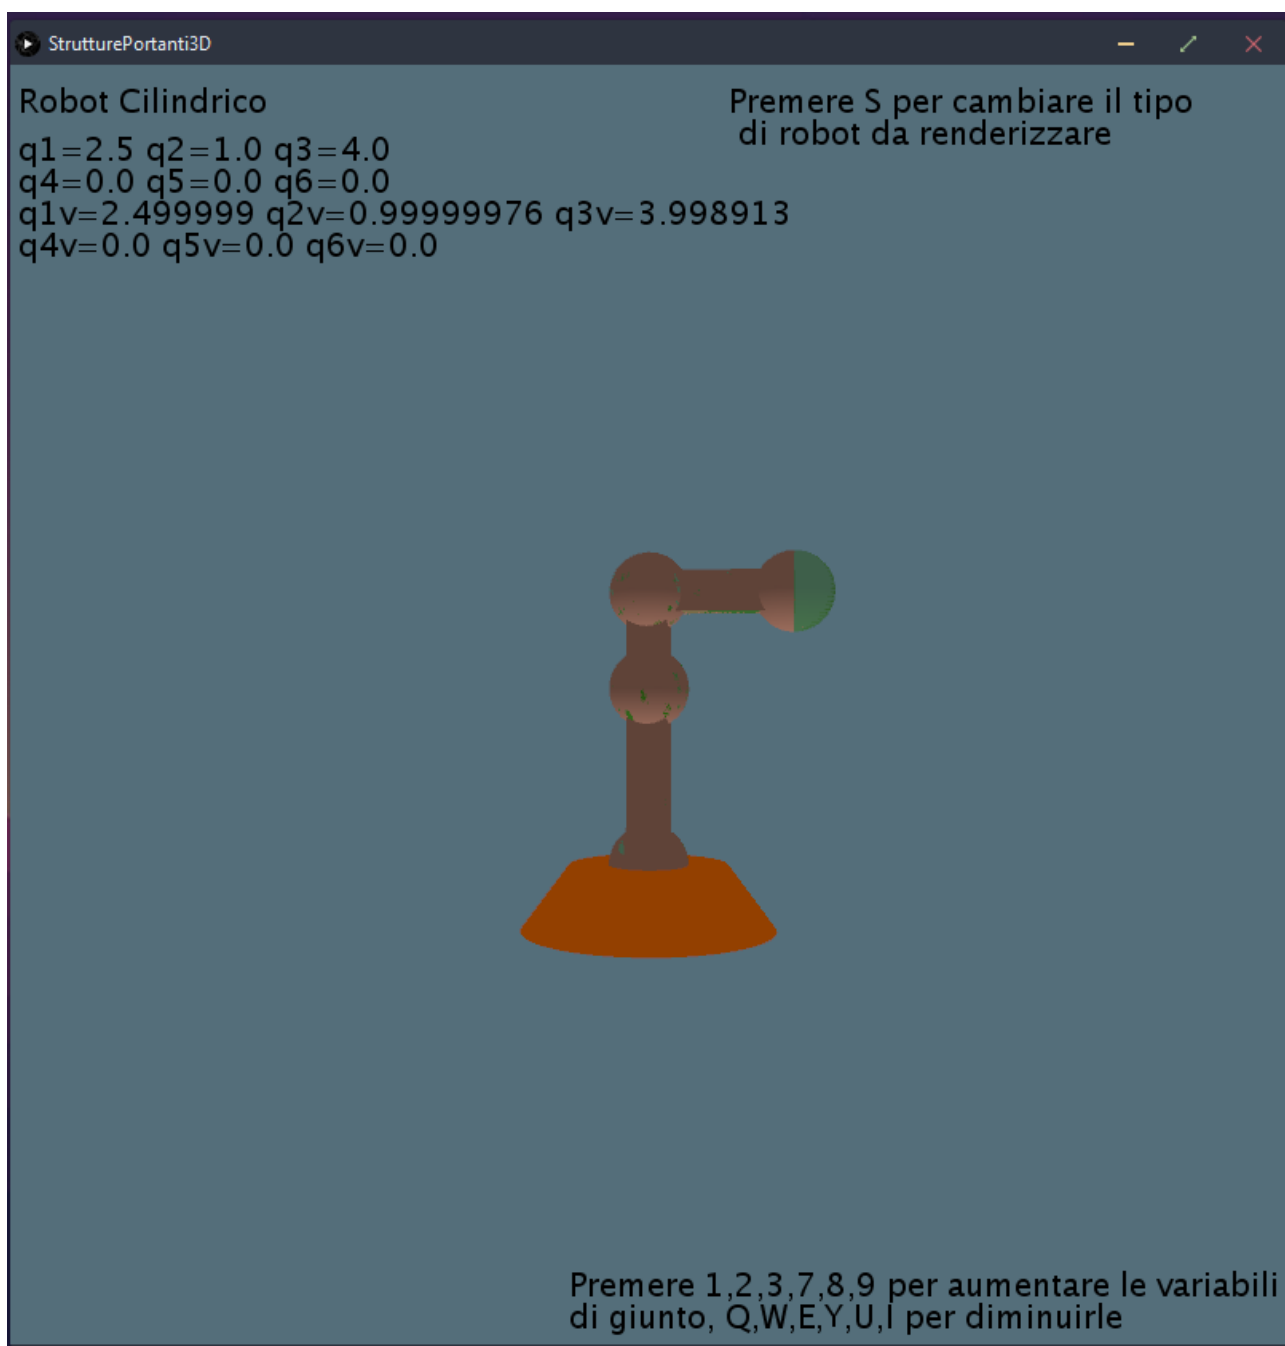 StrutturePortanti3D
Robot Cilindrico
q1=2.5 q2=1.0 q3=4.0
q4=0.0 q5=0.0 q6=0.0
q1v=2.499999 q2v=0.99999976 q3v=3.998913
q4v=0.0 q5v=0.0 q6v=0.0
Premere S per cambiare il tipo
di robot da renderizzare
Premere 1,2,3,7,8,9 per aumentare le variabili
di giunto, Q,W,E,Y,U,I per diminuirle